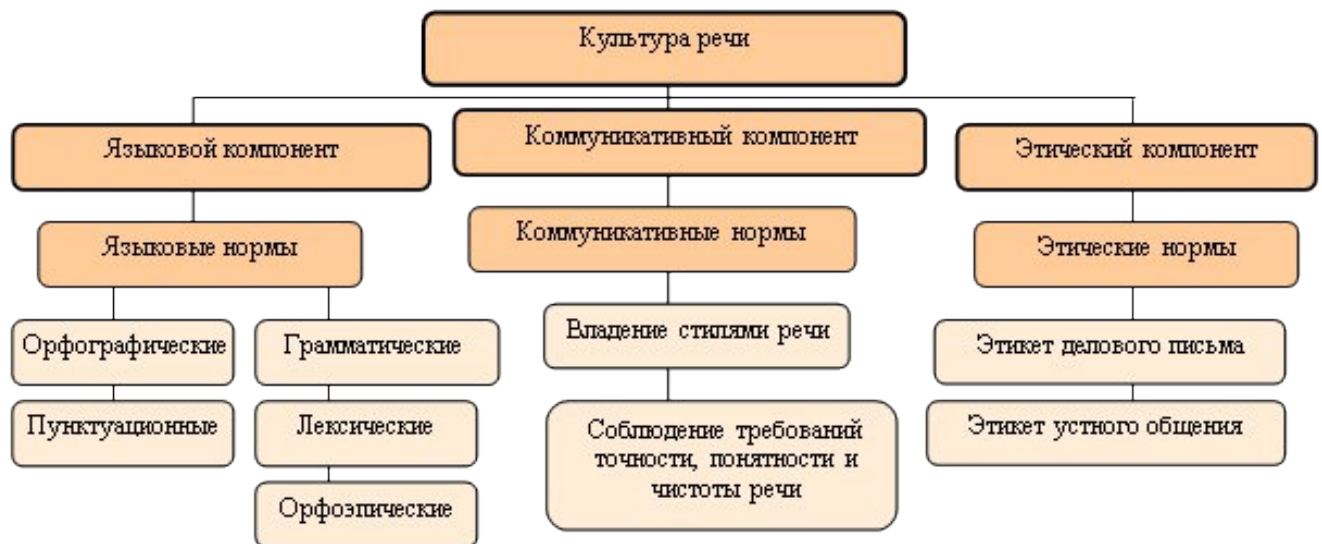 Культура речи
Языковой компонент
Коммуникативный компонент
Этический компонент
Языковые нормы
Коммуникативные нормы
Этические нормы
Орфографические
Грамматические
Владение стилями речи
Этикет делового письма
Пунктуационные
Лексические
Соблюдение требований
точности, понятности и
чистоты речи
Этикет устного общения
Орфоэпические